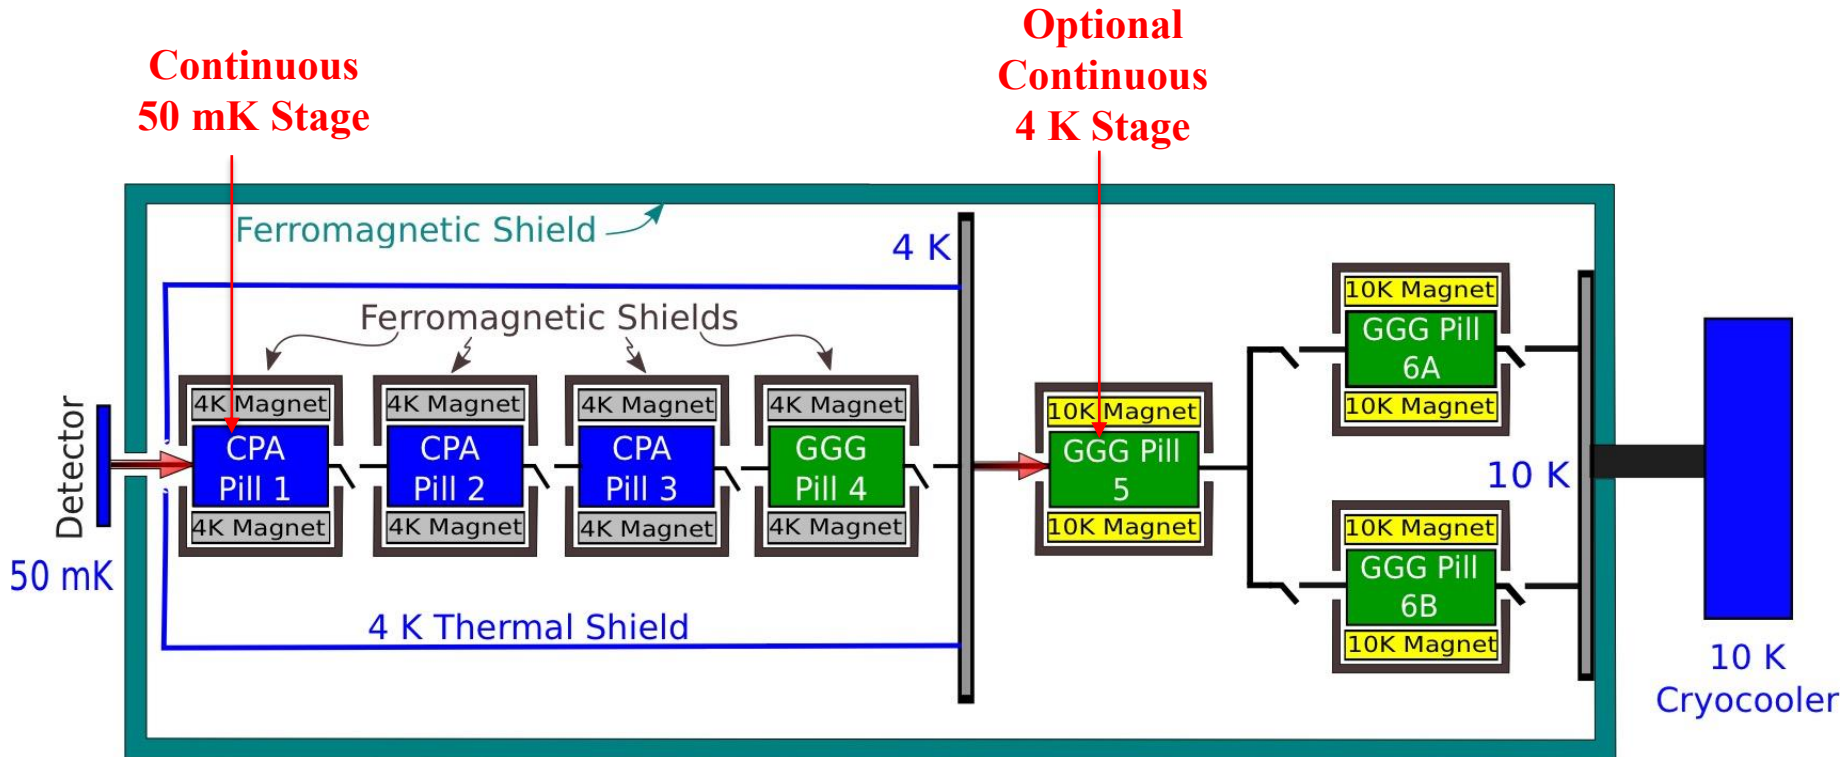 Continuous
50 mK Stage
Optional
Continuous
4 K Stage
Ferromagnetic Shield
4 K
Ferromagnetic Shields
Detector
50 mK
4K Magnet
CPA
Pill 1
4K Magnet
4K Magnet
CPA
Pill 2
4K Magnet
4K Magnet
CPA
Pill 3
4K Magnet
4K Magnet
GGG
Pill 4
4K Magnet
4 K Thermal Shield
10K Magnet
GGG Pill
5
10K Magnet
10K Magnet
GGG Pill
6A
10K Magnet
10 K
10K Magnet
GGG Pill
6B
10K Magnet
10 K
Cryocooler